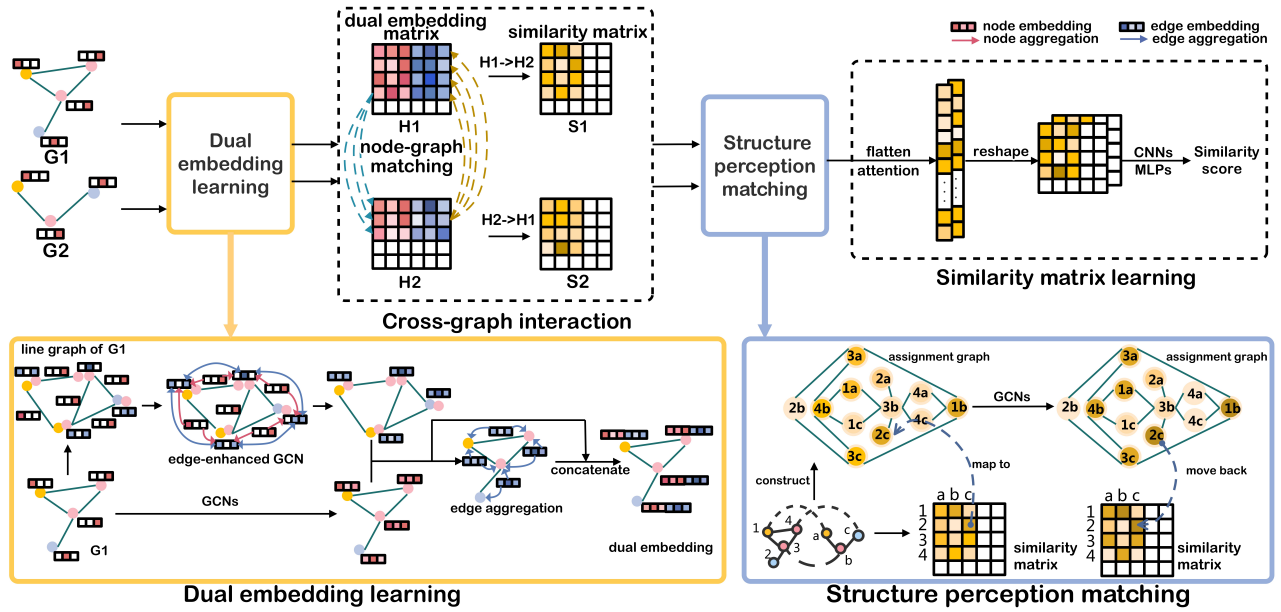 node embedding
node aggregation
edge embedding
edge aggregation
G1
G2
Dual
embedding
learning
dual embedding
matrix
similarity matrix
H1->H2
H1
S1
node-graph
matching
H2->H1
H2
S2
Cross-graph interaction
Structure
perception
matching
flatten
attention
reshape
CNNs
MLPs
Similarity
score
Similarity matrix learning
line graph of G1
edge-enhanced GCN
GCNs
G1
edge aggregation
concatenate
dual embedding
Dual embedding learning
3a
assignment graph
2a
1a
4a
2b
4b
3b
1b
1c
4c
2c
3c
GCNs
3a
assignment graph
2a
1a
4a
2b
4b
3b
1b
1c
4c
2c
3c
construct
map to
move back
1
4
3
2
a
c
b
a b c
1
2
3
4
similarity
matrix
a b c
1
2
3
4
similarity
matrix
Structure perception matching